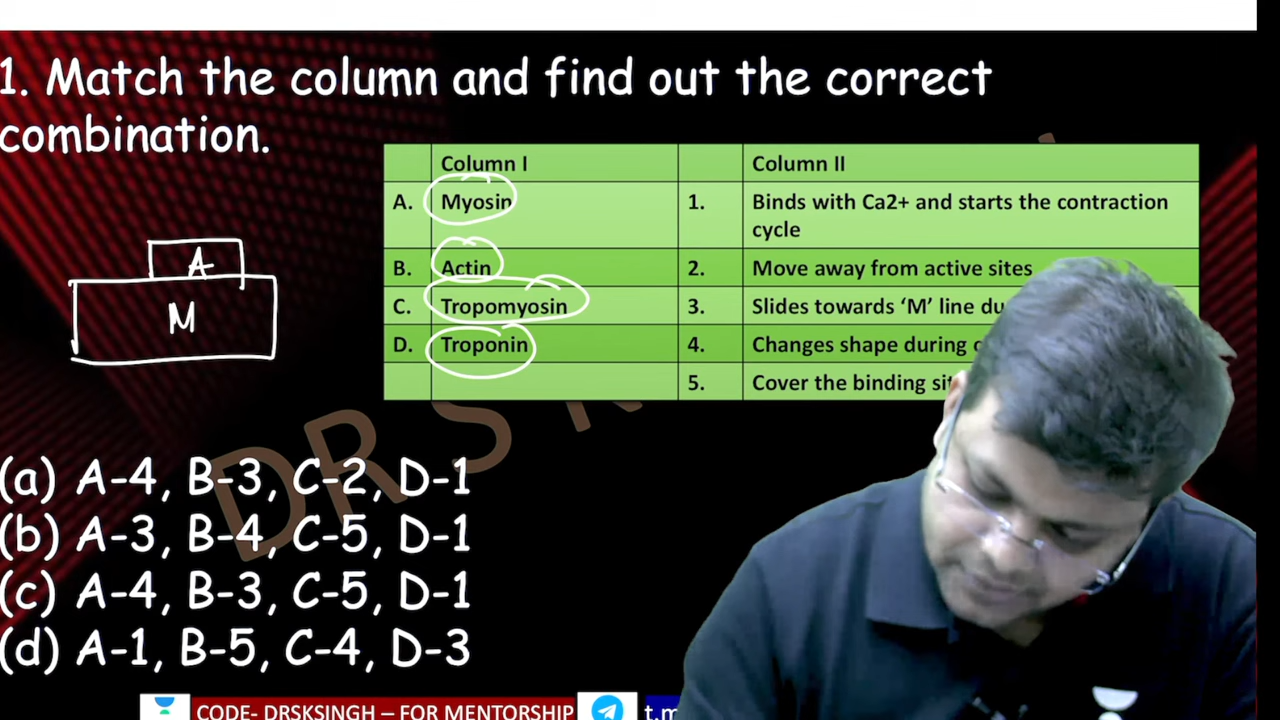 1. Match the column and find out the correct
combination.
Column I Column II
A. Myosin 1. Binds with Ca2+ and starts the contraction
cycle
B. Actin 2. Move away from active sites
C. Tropomyosin 3. Slides towards ‘M’ line
D. Troponin 4. Changes shape during
5. Cover the binding
A
M
DR S
(a) A-4, B-3, C-2, D-1
(b) A-3, B-4, C-5, D-1
(c) A-4, B-3, C-5, D-1
(d) A-1, B-5, C-4, D-3
CODE- DRSKSINGH – FOR MENTORSHIP